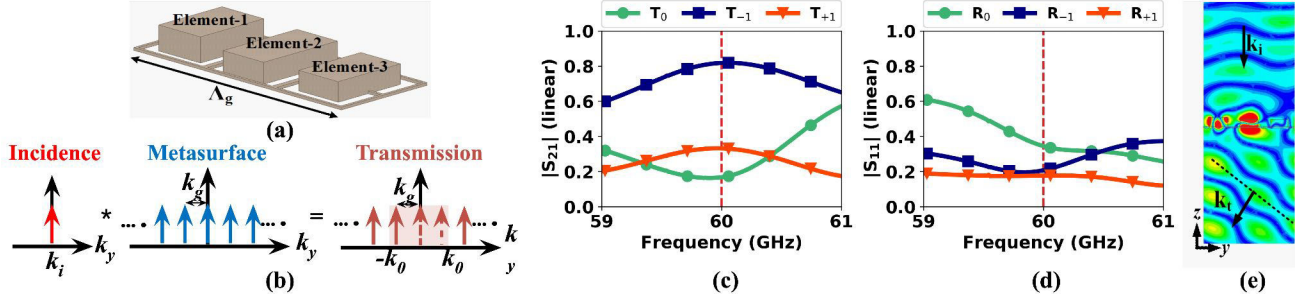 Element-1
Element-2
Element-3
Λg
(a)
Incidence
Metasurface
Transmission
kg
kg
*
=
ky
ky
k
y
ki
-k0
k0
(b)
T0
T−1
T+1
|S21| (linear)
1.0
0.8
0.6
0.4
0.2
0.0
59
60
61
Frequency (GHz)
(c)
R0
R−1
R+1
|S11| (linear)
1.0
0.8
0.6
0.4
0.2
0.0
59
60
61
Frequency (GHz)
(d)
ki
kt
z
y
(e)